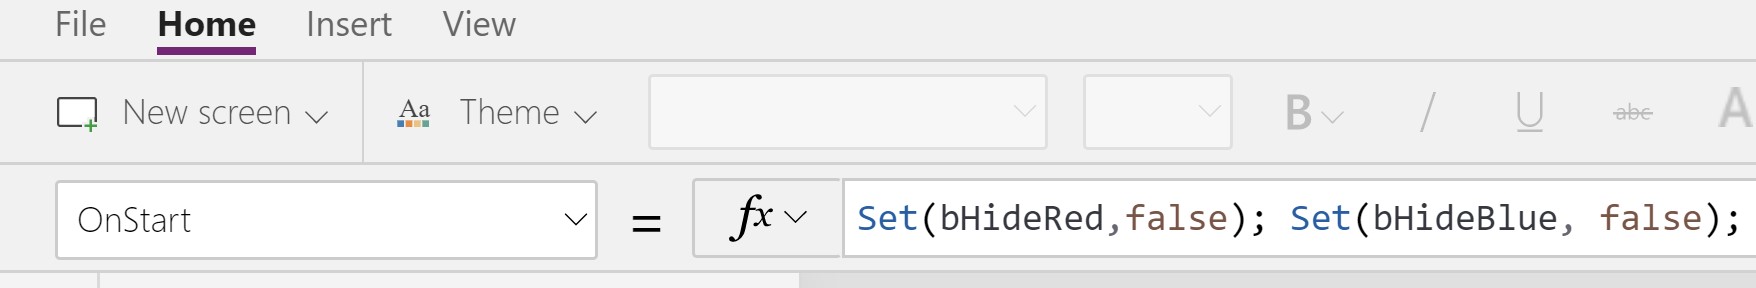 File Home Insert View
New screen Aa Theme B / U abc A
OnStart = fx Set(bHideRed,false); Set(bHideBlue, false);